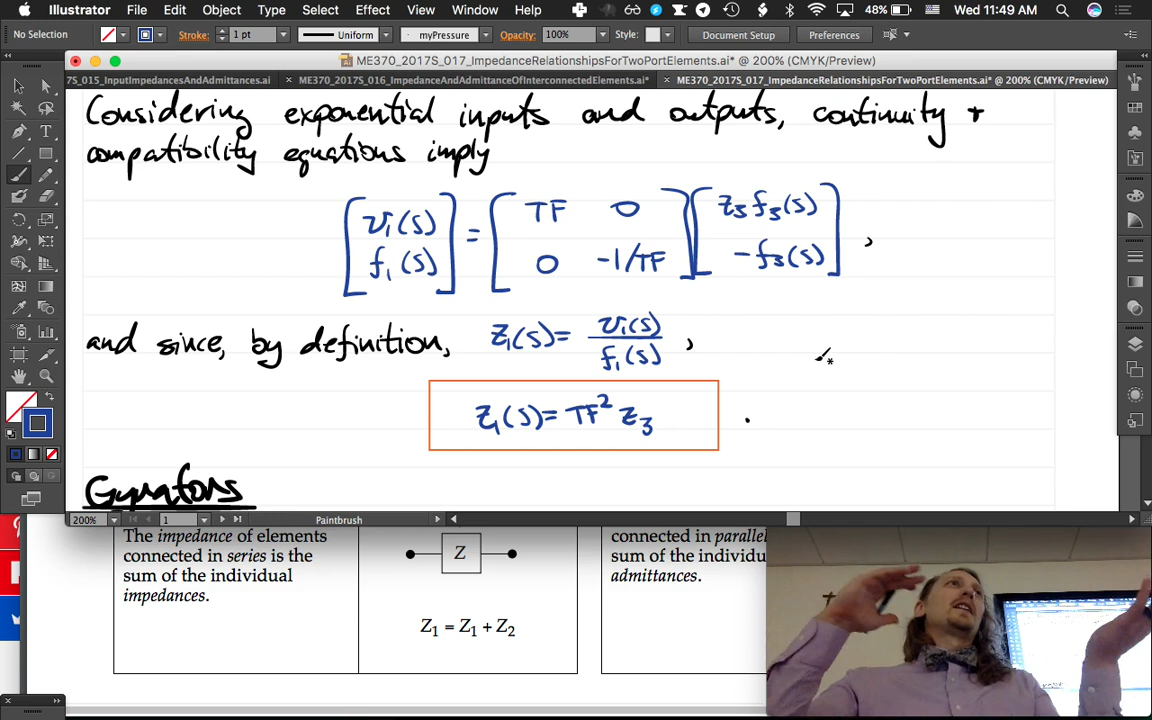 Illustrator File Edit Object Type Select Effect View Window Help 48% Wed 11:49 AM
No Selection Stroke: 1 pt Uniform myPressure Opacity: 100% Style: Document Setup Preferences
ME370_2017S_017_ImpedanceRelationshipsForTwoPortElements.ai* @ 200% (CMYK/Preview)
7S_015_InputImpedancesAndAdmittances.ai ME370_2017S_016_ImpedanceAndAdmittanceOfInterconnectedElements.ai* ME370_2017S_017_ImpedanceRelationshipsForTwoPortElements.ai* @ 200% (CMYK/Preview)
Considering exponential inputs and outputs, continuity +
compatibility equations imply
[v₁(s)] = [TF 0] [z₃f₃(s)]
[f₁(s)] [0 -1/TF] [-f₃(s)] ,
and since, by definition, z₁(s) = v₁(s)/f₁(s) ,
z₁(s) = TF² z₃ .
Gyrators
200% 1 Paintbrush
The impedance of elements
connected in series is the
sum of the individual
impedances.
Z
Z₁ = Z₁ + Z₂
connected in parallel
sum of the individu
admittances.